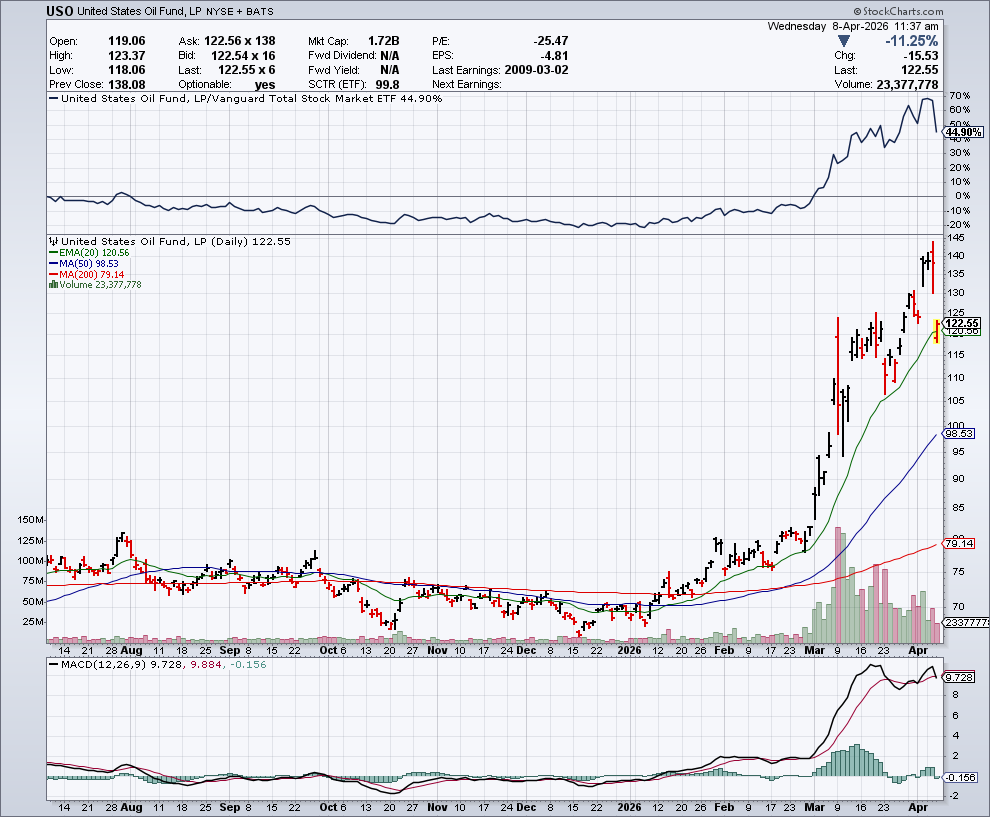 USO United States Oil Fund, LP NYSE + BATS
© StockCharts.com
Wednesday 8-Apr-2026 11:37 am
Open: 119.06 Ask: 122.56 x 138 Mkt Cap: 1.72B P/E: -25.47 -11.25%
High: 123.37 Bid: 122.54 x 16 Fwd Dividend: N/A EPS: -4.81 Chg: -15.53
Low: 118.06 Last: 122.55 x 6 Fwd Yield: N/A Last Earnings: 2009-03-02 Last: 122.55
Prev Close: 138.08 Optionable: yes SCTR (ETF): 99.8 Next Earnings: Volume: 23,377,778
United States Oil Fund, LP/Vanguard Total Stock Market ETF 44.90%
70%
60%
50%
44.90%
30%
20%
10%
0%
-10%
-20%
United States Oil Fund, LP (Daily) 122.55
EMA(20) 120.56
MA(50) 98.53
MA(200) 79.14
Volume 23,377,778
145
140
135
130
125
122.55
120.56
115
110
105
100
98.53
95
90
85
79.14
75
70
23377778
150M
125M
100M
75M
50M
25M
14 21 28 Aug 11 18 25 Sep 8 15 22 Oct 6 13 20 27 Nov 10 17 24 Dec 8 15 22 2026 12 20 26 Feb 9 17 23 Mar 9 16 23 Apr
MACD(12,26,9) 9.728, 9.884, -0.156
9.728
8
6
4
2
-0.156
-2
14 21 28 Aug 11 18 25 Sep 8 15 22 Oct 6 13 20 27 Nov 10 17 24 Dec 8 15 22 2026 12 20 26 Feb 9 17 23 Mar 9 16 23 Apr